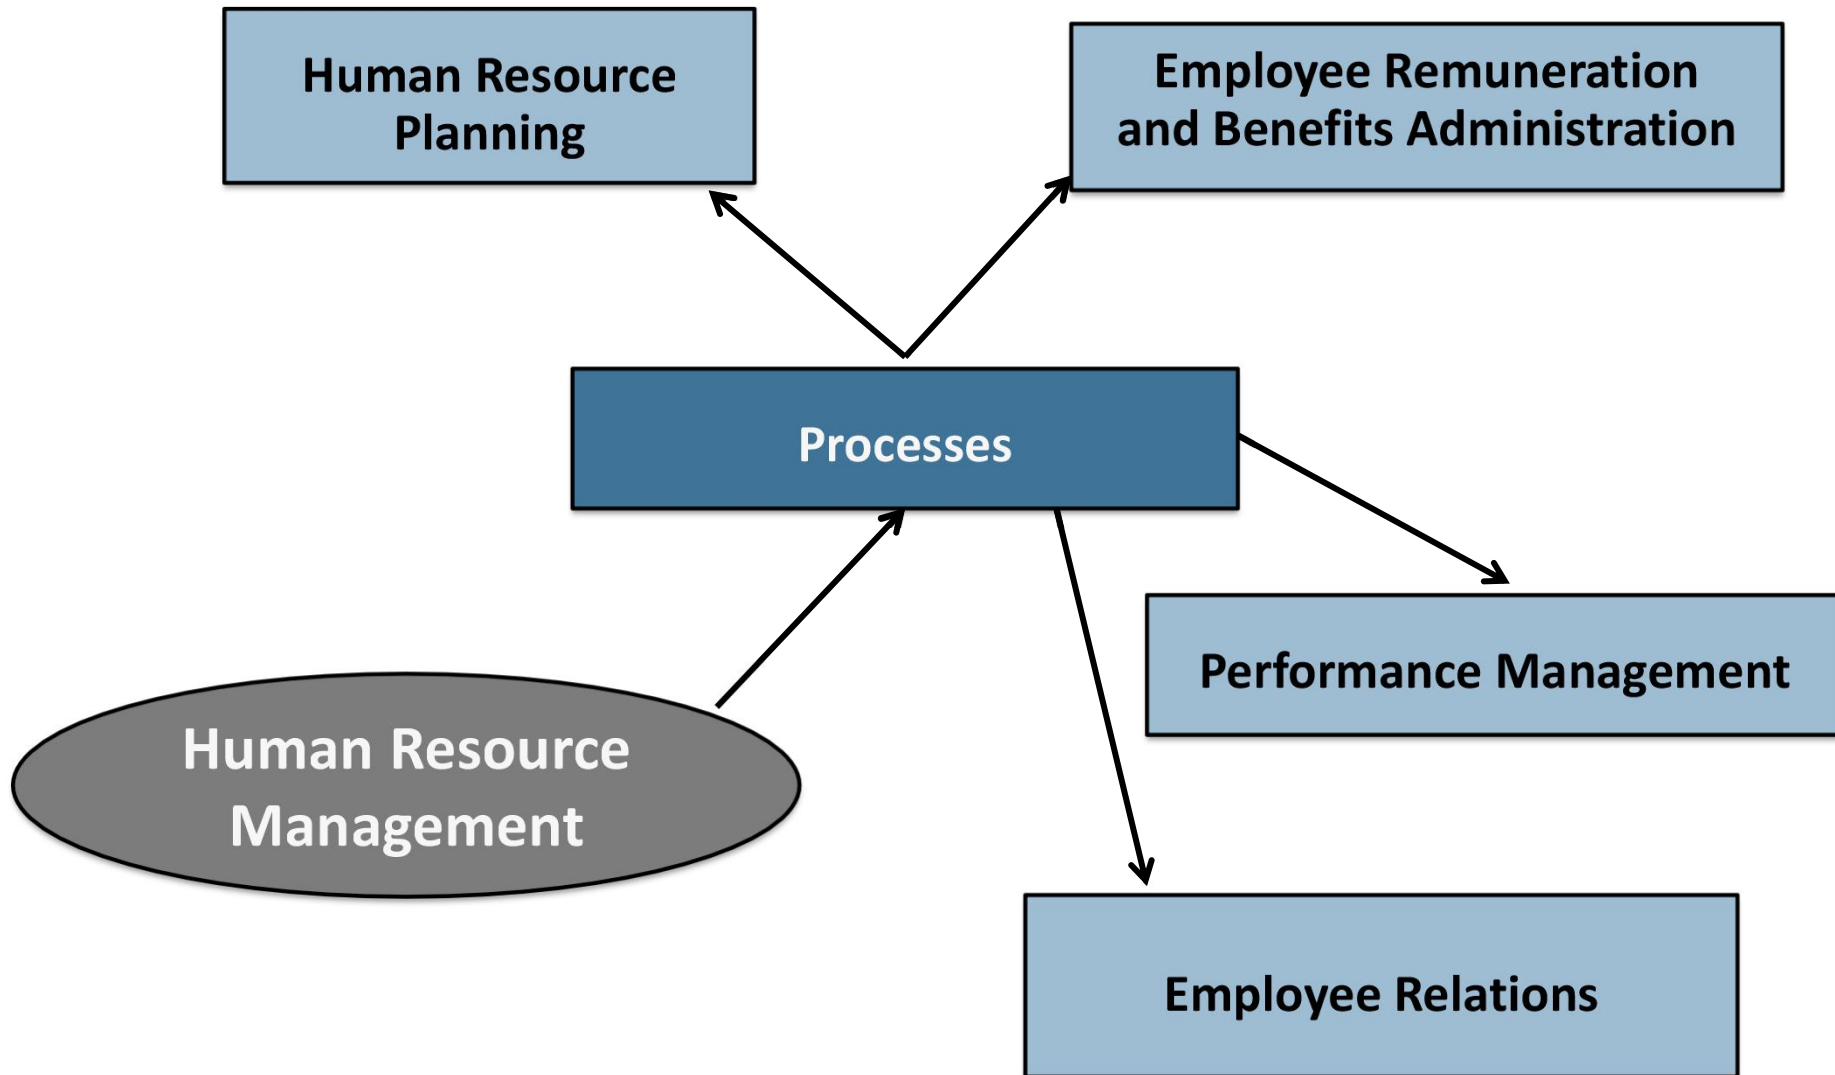 Human Resource
Planning
Employee Remuneration
and Benefits Administration
Processes
Performance Management
Human Resource
Management
Employee Relations